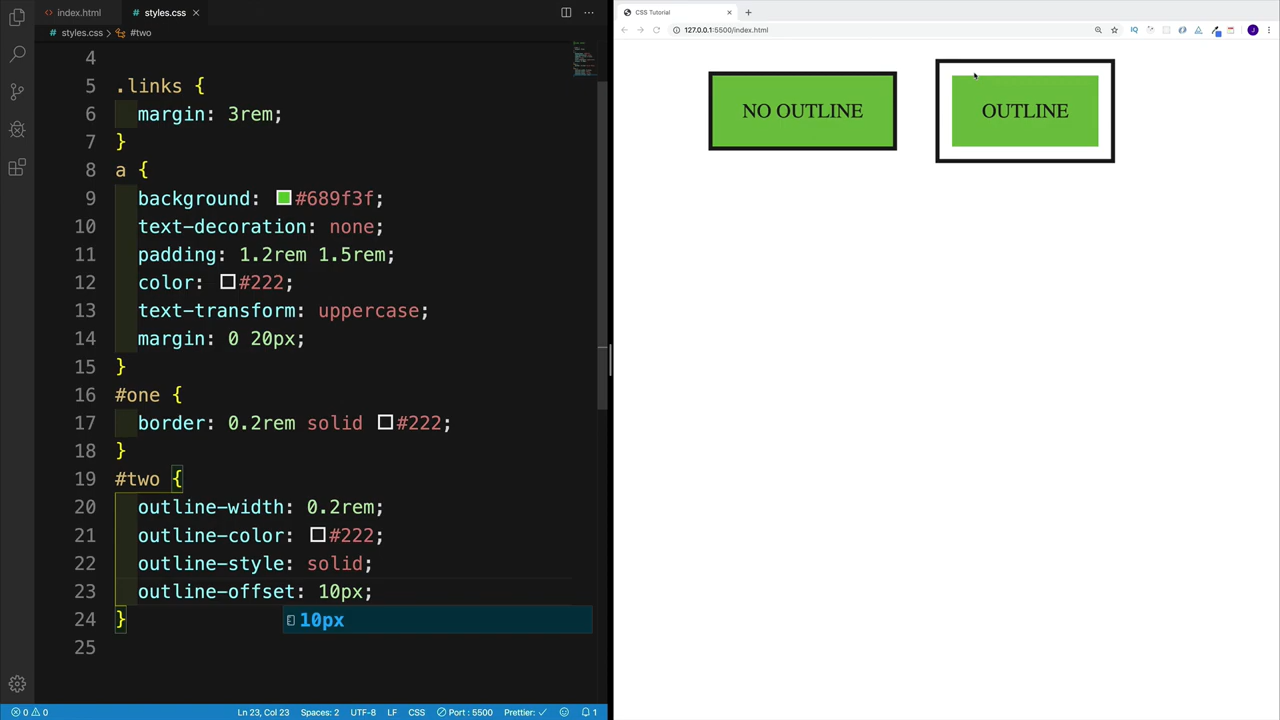 index.html
styles.css
styles.css
#two
4
5 .links {
6 margin: 3rem;
7 }
8 a {
9 background: #689f3f;
10 text-decoration: none;
11 padding: 1.2rem 1.5rem;
12 color: #222;
13 text-transform: uppercase;
14 margin: 0 20px;
15 }
16 #one {
17 border: 0.2rem solid #222;
18 }
19 #two {
20 outline-width: 0.2rem;
21 outline-color: #222;
22 outline-style: solid;
23 outline-offset: 10px;
24 }
10px
25
0 0
Ln 23, Col 23
Spaces: 2
UTF-8
LF
CSS
Port : 5500
Prettier: ✓
1
CSS Tutorial
127.0.0.1:5500/index.html
NO OUTLINE
OUTLINE